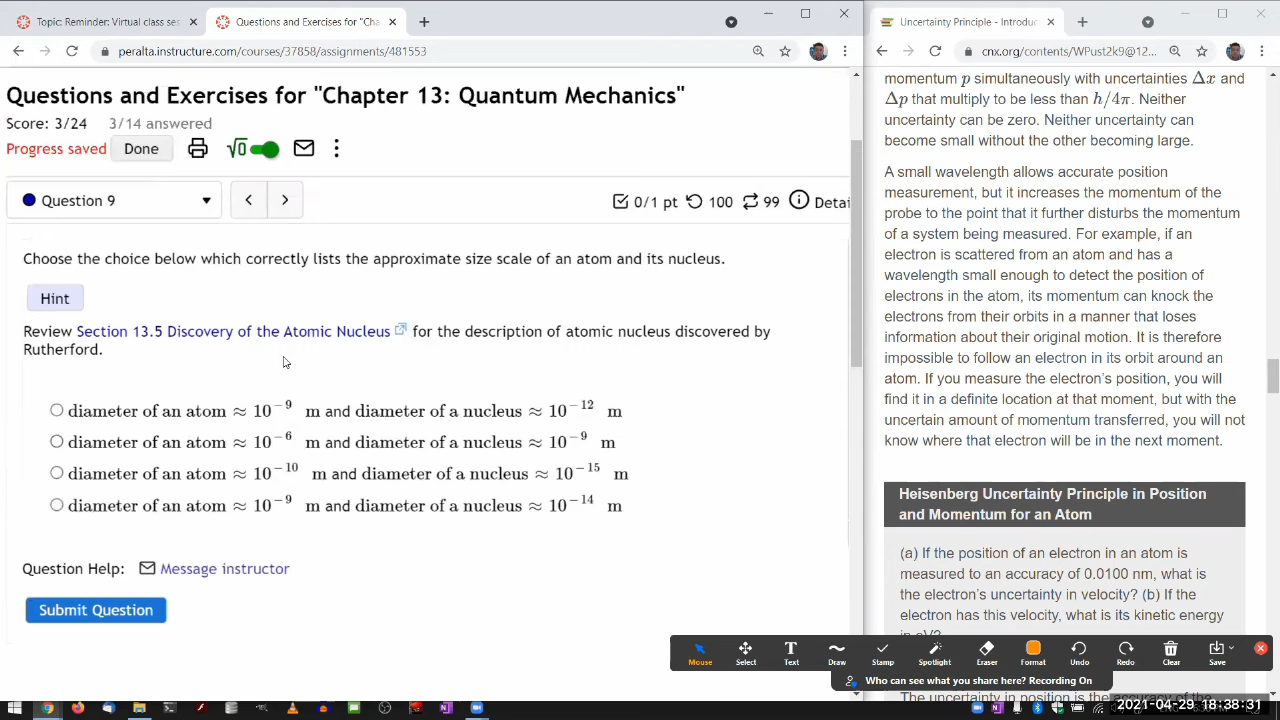 Topic: Reminder: Virtual class ses
Questions and Exercises for "Cha
peralta.instructure.com/courses/37858/assignments/481553
Questions and Exercises for "Chapter 13: Quantum Mechanics"
Score: 3/24 3/14 answered
Progress saved Done √0
Question 9
0/1 pt 100 99 Detai
Choose the choice below which correctly lists the approximate size scale of an atom and its nucleus.
Hint
Review Section 13.5 Discovery of the Atomic Nucleus for the description of atomic nucleus discovered by
Rutherford.
diameter of an atom ≈ 10⁻⁹ m and diameter of a nucleus ≈ 10⁻¹² m
diameter of an atom ≈ 10⁻⁶ m and diameter of a nucleus ≈ 10⁻⁹ m
diameter of an atom ≈ 10⁻¹⁰ m and diameter of a nucleus ≈ 10⁻¹⁵ m
diameter of an atom ≈ 10⁻⁹ m and diameter of a nucleus ≈ 10⁻¹⁴ m
Question Help: Message instructor
Submit Question
Uncertainty Principle - Introduc
cnx.org/contents/WPust2k9@12...
momentum p simultaneously with uncertainties Δx and
Δp that multiply to be less than h/4π. Neither
uncertainty can be zero. Neither uncertainty can
become small without the other becoming large.
A small wavelength allows accurate position
measurement, but it increases the momentum of the
probe to the point that it further disturbs the momentum
of a system being measured. For example, if an
electron is scattered from an atom and has a
wavelength small enough to detect the position of
electrons in the atom, its momentum can knock the
electrons from their orbits in a manner that loses
information about their original motion. It is therefore
impossible to follow an electron in its orbit around an
atom. If you measure the electron's position, you will
find it in a definite location at that moment, but with the
uncertain amount of momentum transferred, you will not
know where that electron will be in the next moment.
Heisenberg Uncertainty Principle in Position
and Momentum for an Atom
(a) If the position of an electron in an atom is
measured to an accuracy of 0.0100 nm, what is
the electron's uncertainty in velocity? (b) If the
electron has this velocity, what is its kinetic energy
in eV?
Mouse Select Text Draw Stamp Spotlight Eraser Format Undo Redo Clear Save
Who can see what you share here? Recording On
The uncertainty in position is the accuracy of the
2021-04-29 18:38:31